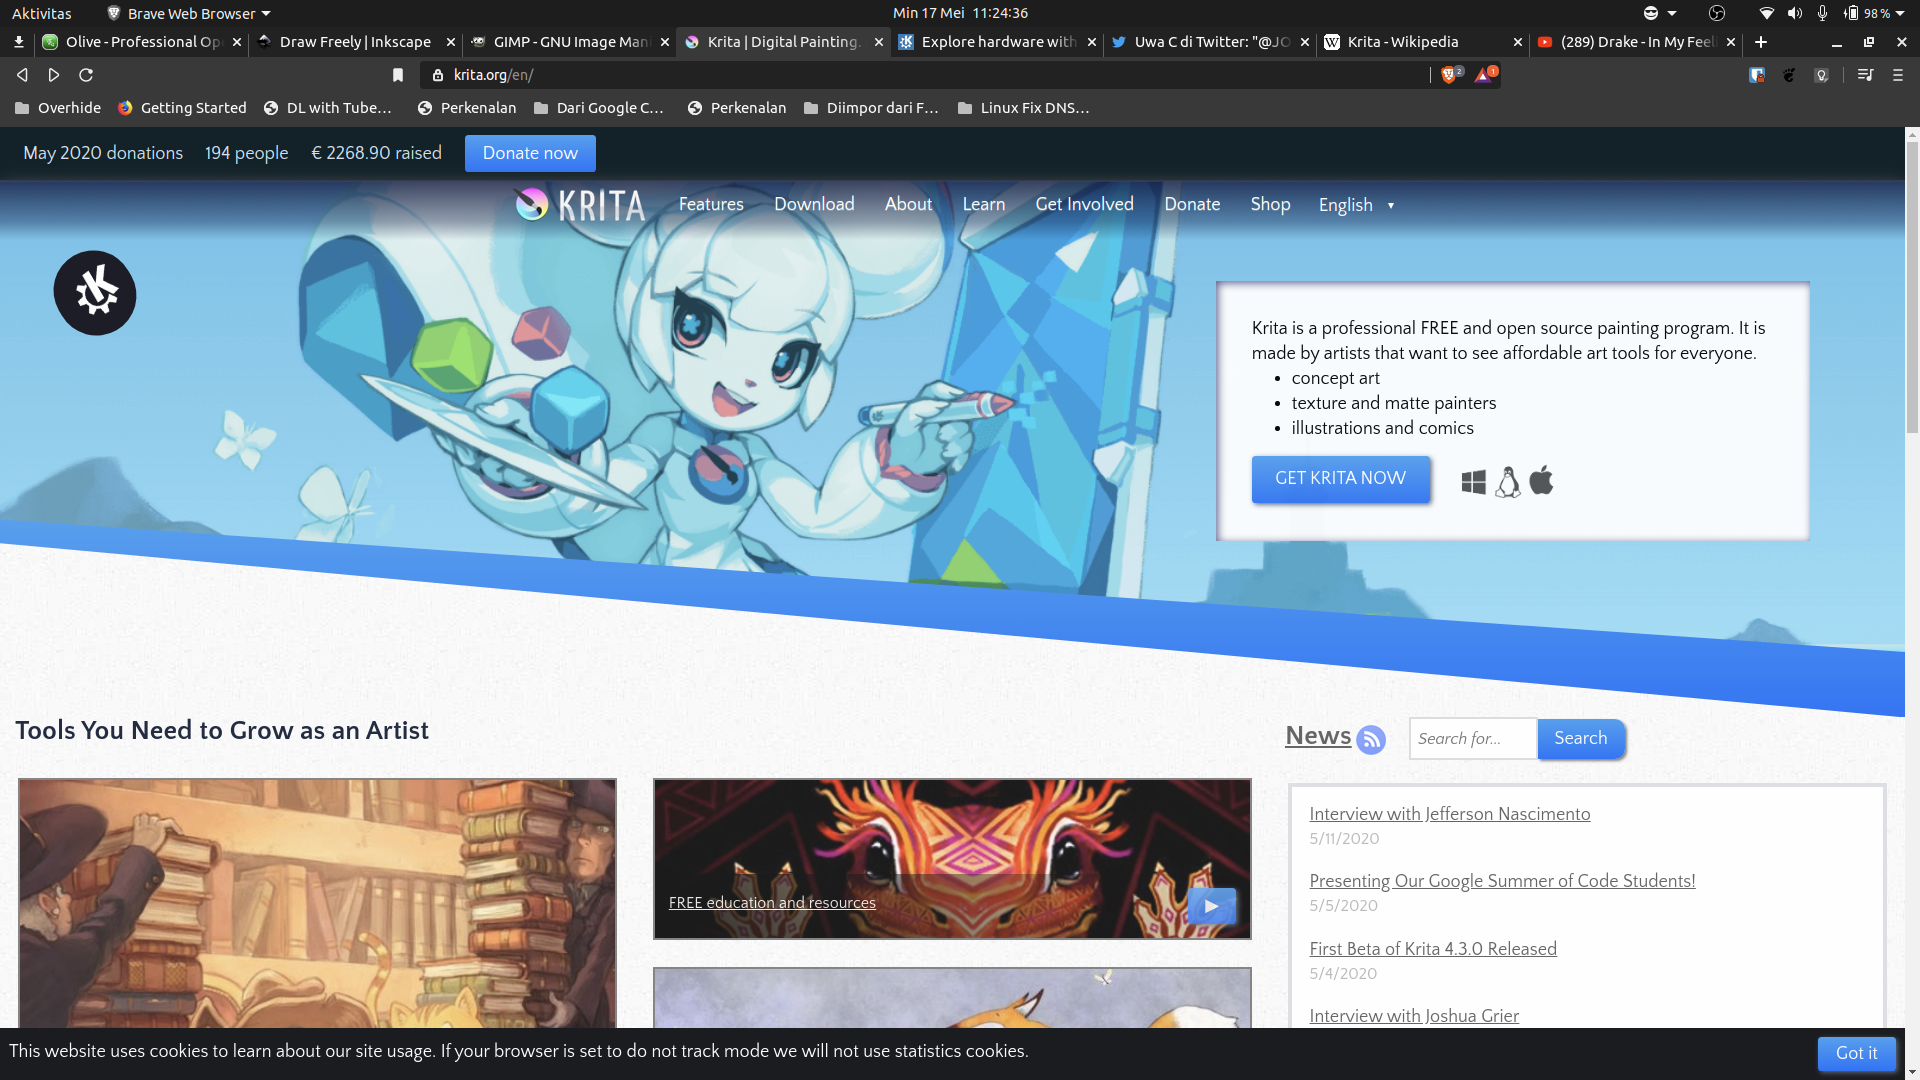 Aktivitas
Brave Web Browser
Min 17 Mei 11:24:36
98 %
Olive - Professional Op
Draw Freely | Inkscape
GIMP - GNU Image Mani
Krita | Digital Painting.
Explore hardware with
Uwa C di Twitter: "@JO
Krita - Wikipedia
(289) Drake - In My Feeli
krita.org/en/
2
1
Overhide
Getting Started
DL with Tube...
Perkenalan
Dari Google C...
Perkenalan
Diimpor dari F...
Linux Fix DNS...
May 2020 donations
194 people
€ 2268.90 raised
Donate now
KRITA
Features
Download
About
Learn
Get Involved
Donate
Shop
English
Krita is a professional FREE and open source painting program. It is
made by artists that want to see affordable art tools for everyone.
• concept art
• texture and matte painters
• illustrations and comics
GET KRITA NOW
Tools You Need to Grow as an Artist
News
Search for...
Search
FREE education and resources
Interview with Jefferson Nascimento
5/11/2020
Presenting Our Google Summer of Code Students!
5/5/2020
First Beta of Krita 4.3.0 Released
5/4/2020
Interview with Joshua Grier
This website uses cookies to learn about our site usage. If your browser is set to do not track mode we will not use statistics cookies.
Got it